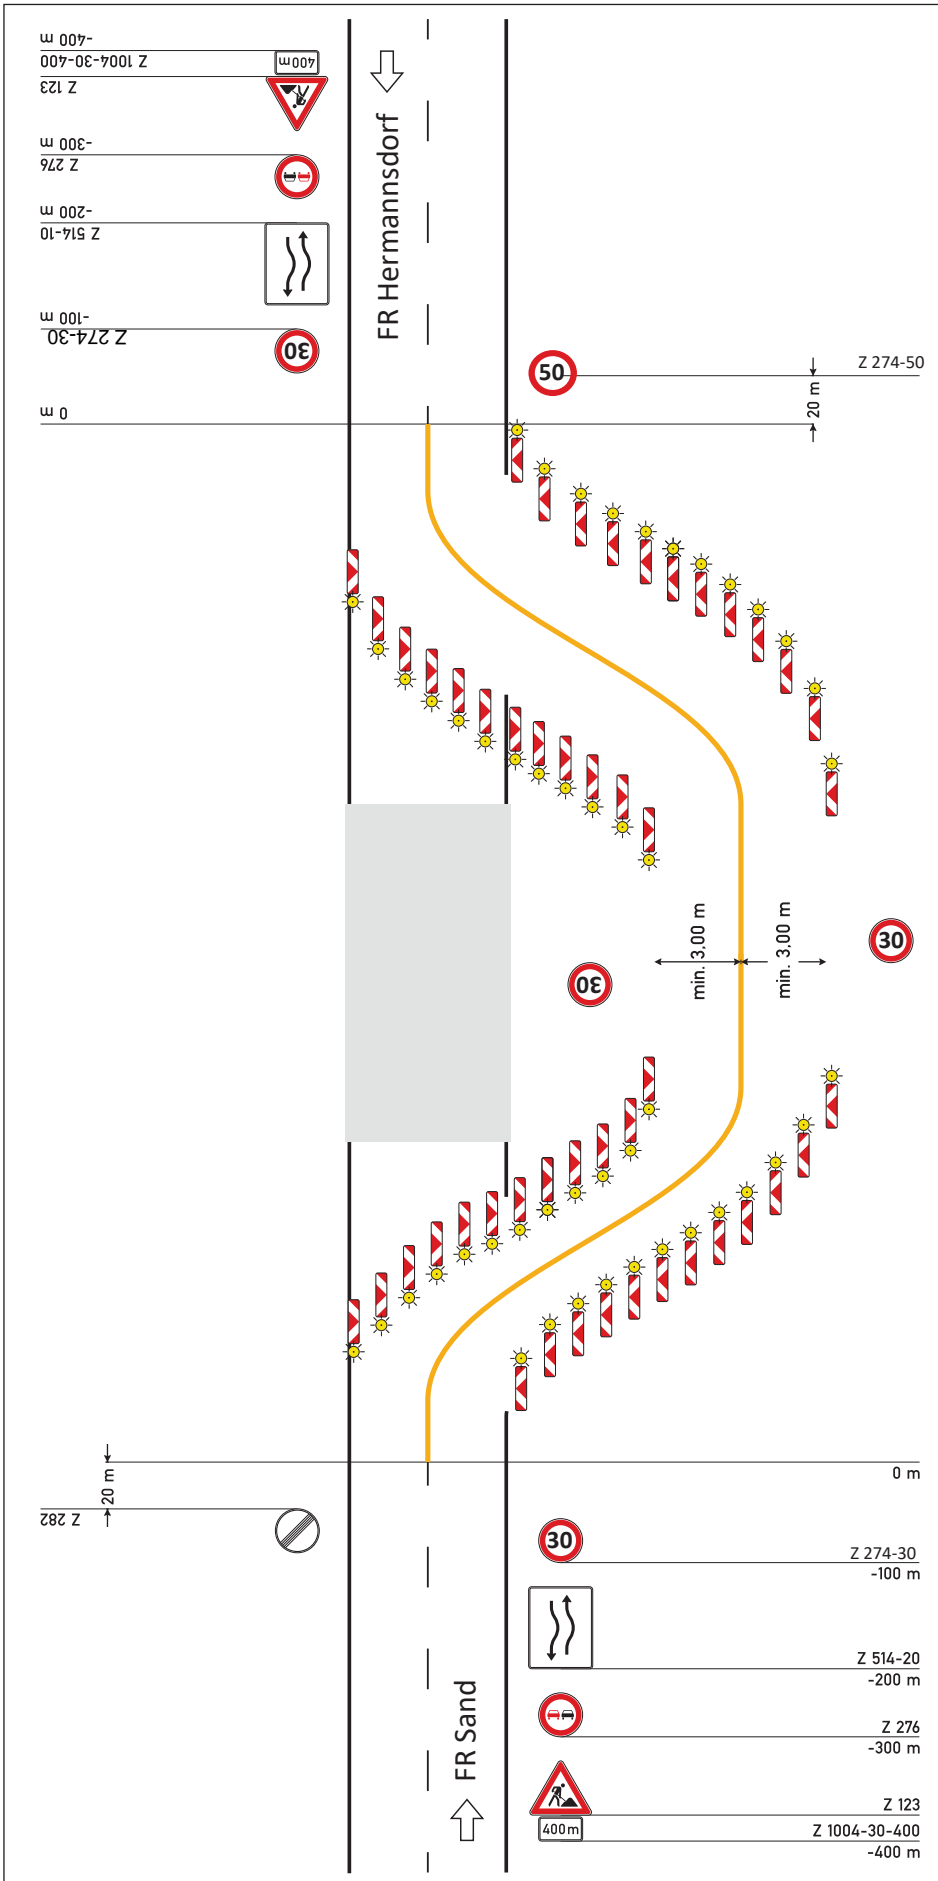 -400 m
Z 1004-30-400
400 m
Z 123
-300 m
Z 276
-200 m
Z 514-10
-100 m
Z 274-30
30
0 m
FR Hermannsdorf
50
Z 274-50
20 m
min. 3,00 m
min. 3,00 m
30
30
0 m
20 m
Z 282
30
Z 274-30
-100 m
Z 514-20
-200 m
FR Sand
Z 276
-300 m
Z 123
400 m
Z 1004-30-400
-400 m